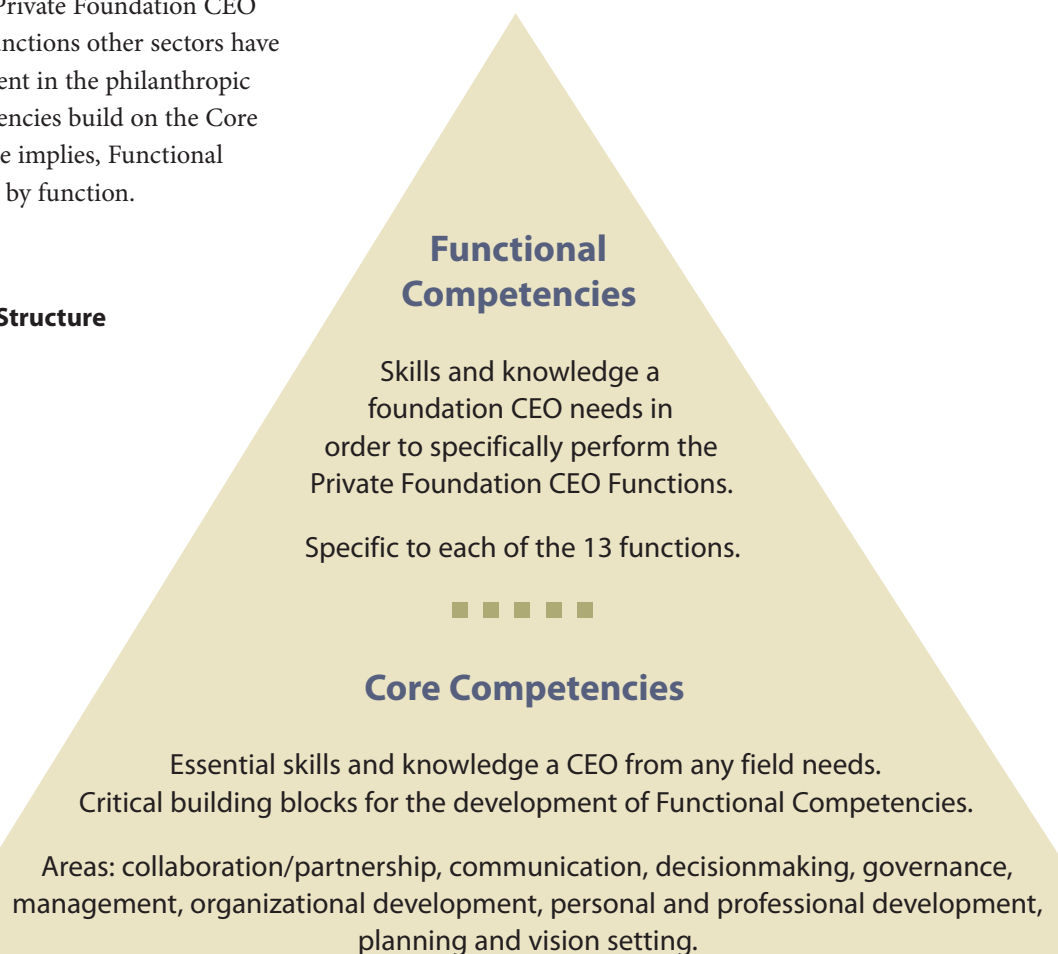 Private Foundation CEO
unctions other sectors have
ent in the philanthropic
encies build on the Core
e implies, Functional
by function.
Structure
Functional
Competencies
Skills and knowledge a
foundation CEO needs in
order to specifically perform the
Private Foundation CEO Functions.
Specific to each of the 13 functions.
Core Competencies
Essential skills and knowledge a CEO from any field needs.
Critical building blocks for the development of Functional Competencies.
Areas: collaboration/partnership, communication, decisionmaking, governance,
management, organizational development, personal and professional development,
planning and vision setting.